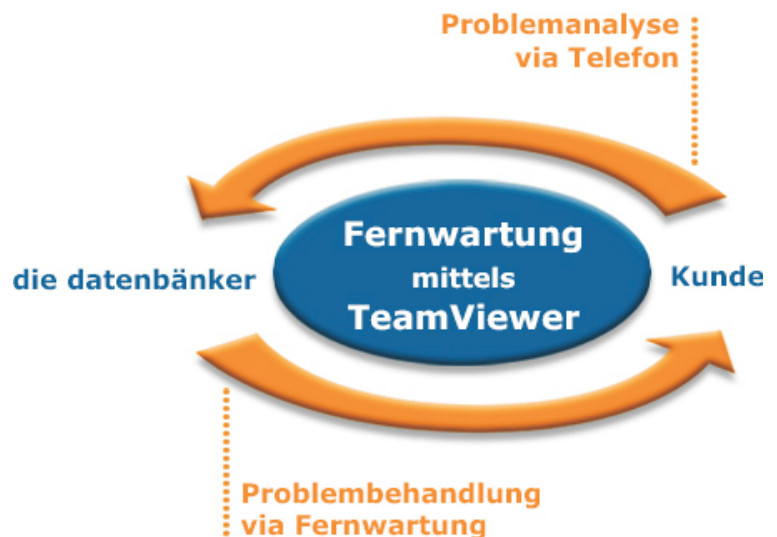 Problemanalyse
via Telefon
Fernwartung
mittels
TeamViewer
die datenbänker
Kunde
Problembehandlung
via Fernwartung